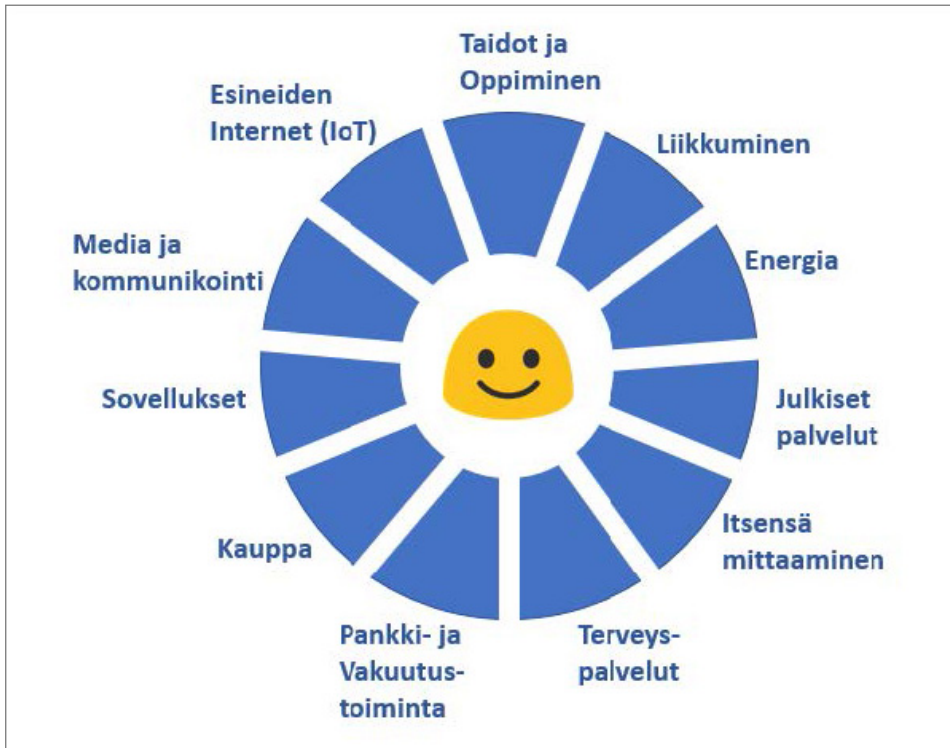 Taidot ja
Oppiminen
Liikkuminen
Energia
Julkiset
palvelut
Itsensä
mittaaminen
Terveys-
palvelut
Pankki- ja
Vakuutus-
toiminta
Kauppa
Sovellukset
Media ja
kommunikointi
Esineiden
Internet (IoT)